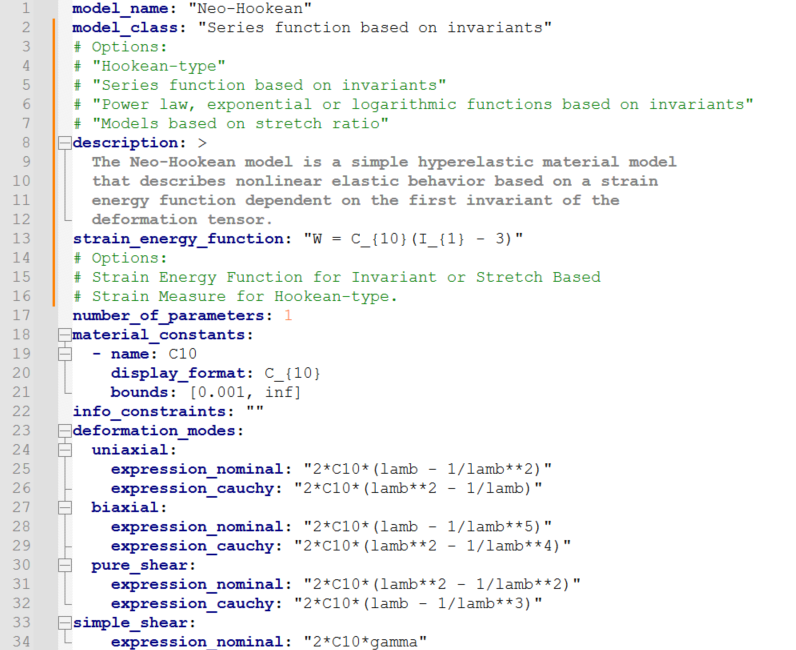 1 model_name: "Neo-Hookean"
2 model_class: "Series function based on invariants"
3 # Options:
4 # "Hookean-type"
5 # "Series function based on invariants"
6 # "Power law, exponential or logarithmic functions based on invariants"
7 # "Models based on stretch ratio"
8 description: >
9   The Neo-Hookean model is a simple hyperelastic material model
10   that describes nonlinear elastic behavior based on a strain
11   energy function dependent on the first invariant of the
12   deformation tensor.
13 strain_energy_function: "W = C_{10}(I_{1} - 3)"
14 # Options:
15 # Strain Energy Function for Invariant or Stretch Based
16 # Strain Measure for Hookean-type.
17 number_of_parameters: 1
18 material_constants:
19   - name: C10
20     display_format: C_{10}
21     bounds: [0.001, inf]
22 info_constraints: ""
23 deformation_modes:
24   uniaxial:
25     expression_nominal: "2*C10*(lamb - 1/lamb**2)"
26     expression_cauchy: "2*C10*(lamb**2 - 1/lamb)"
27   biaxial:
28     expression_nominal: "2*C10*(lamb - 1/lamb**5)"
29     expression_cauchy: "2*C10*(lamb**2 - 1/lamb**4)"
30   pure_shear:
31     expression_nominal: "2*C10*(lamb**2 - 1/lamb**2)"
32     expression_cauchy: "2*C10*(lamb - 1/lamb**3)"
33 simple_shear:
34     expression_nominal: "2*C10*gamma"